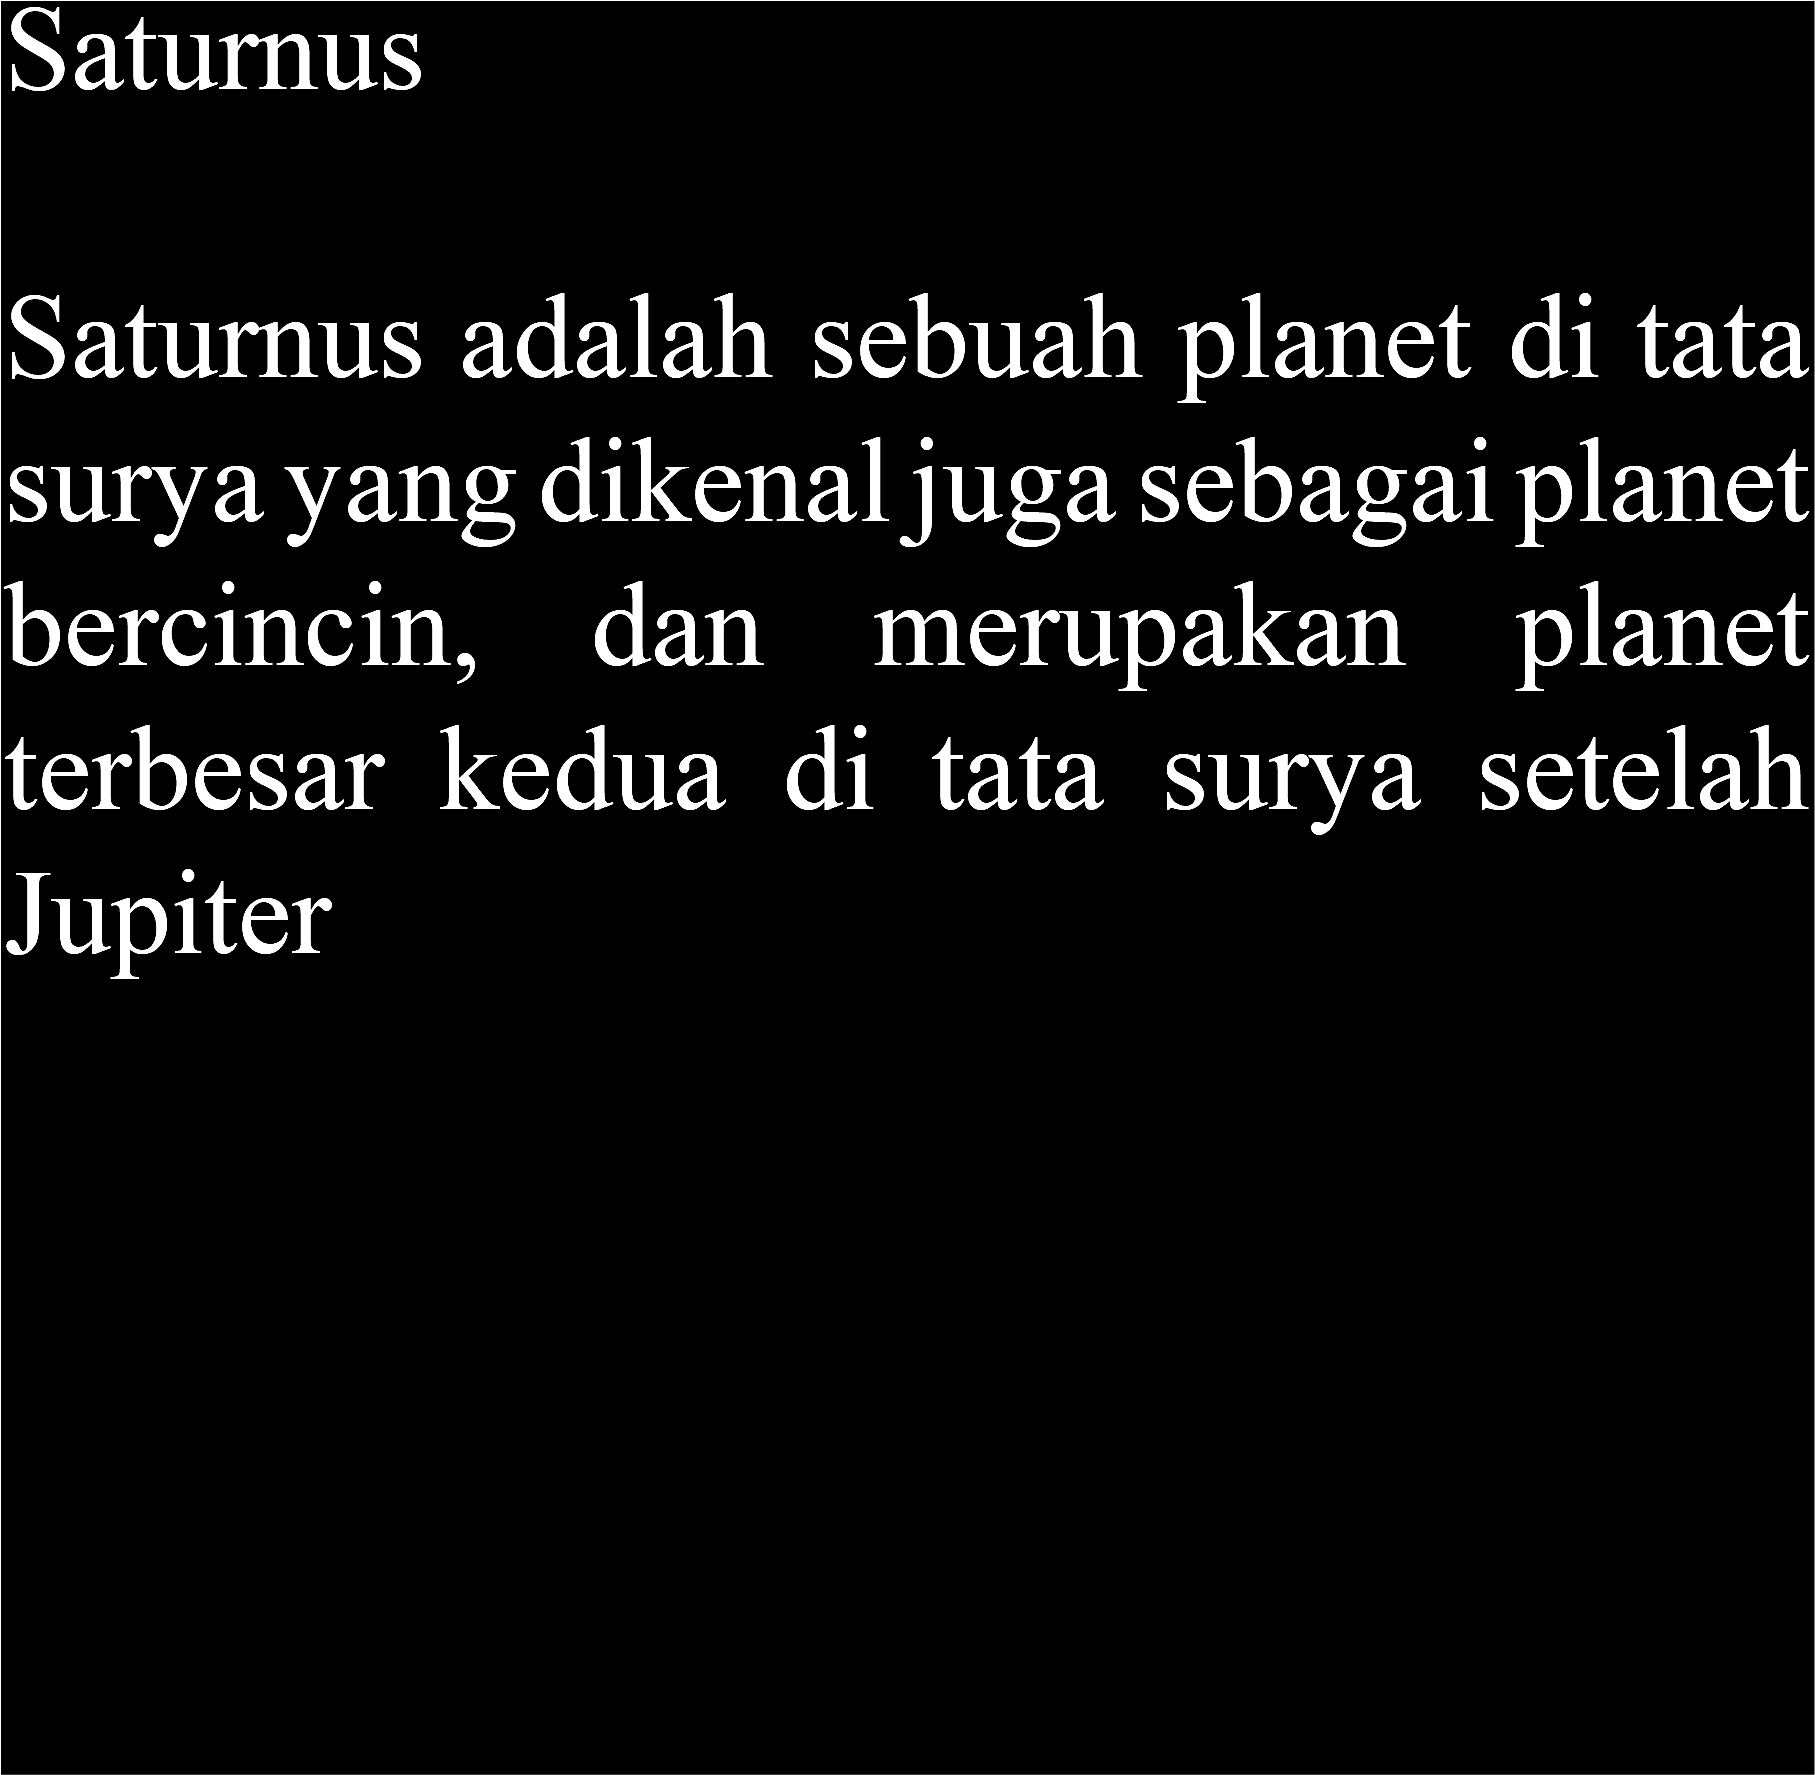 Saturnus
Saturnus adalah sebuah planet di tata
surya yang dikenal juga sebagai planet
bercincin, dan merupakan planet
terbesar kedua di tata surya setelah
Jupiter